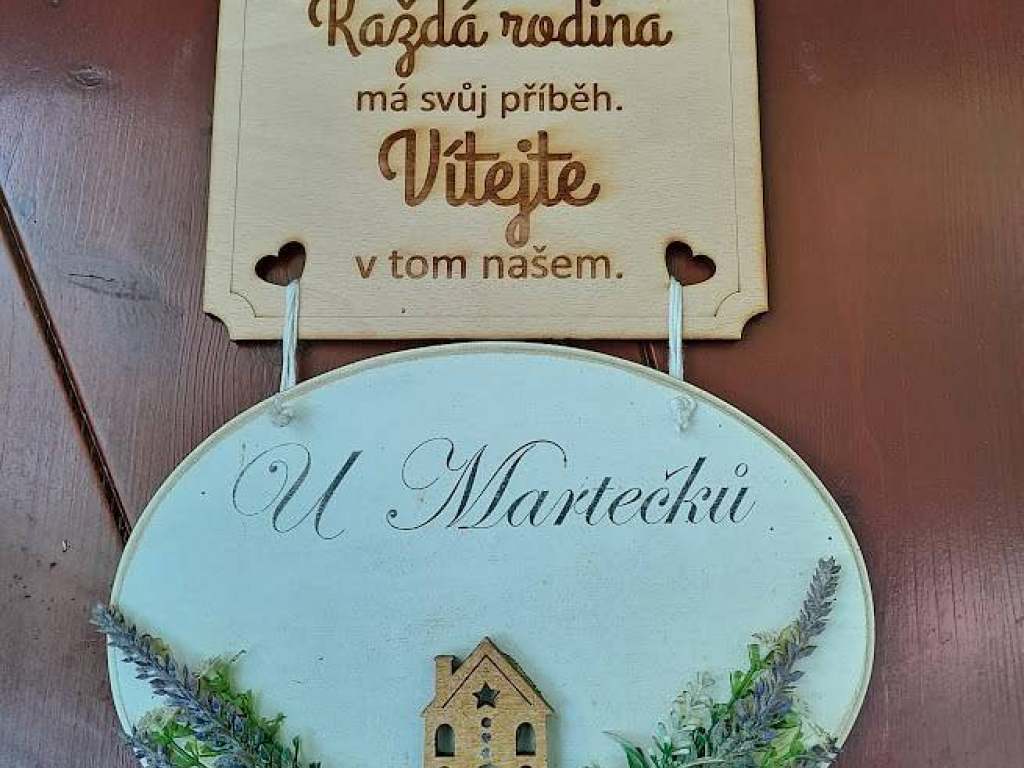 Každá rodina
má svůj příběh.
Vítejte
v tom našem.
U Martečků